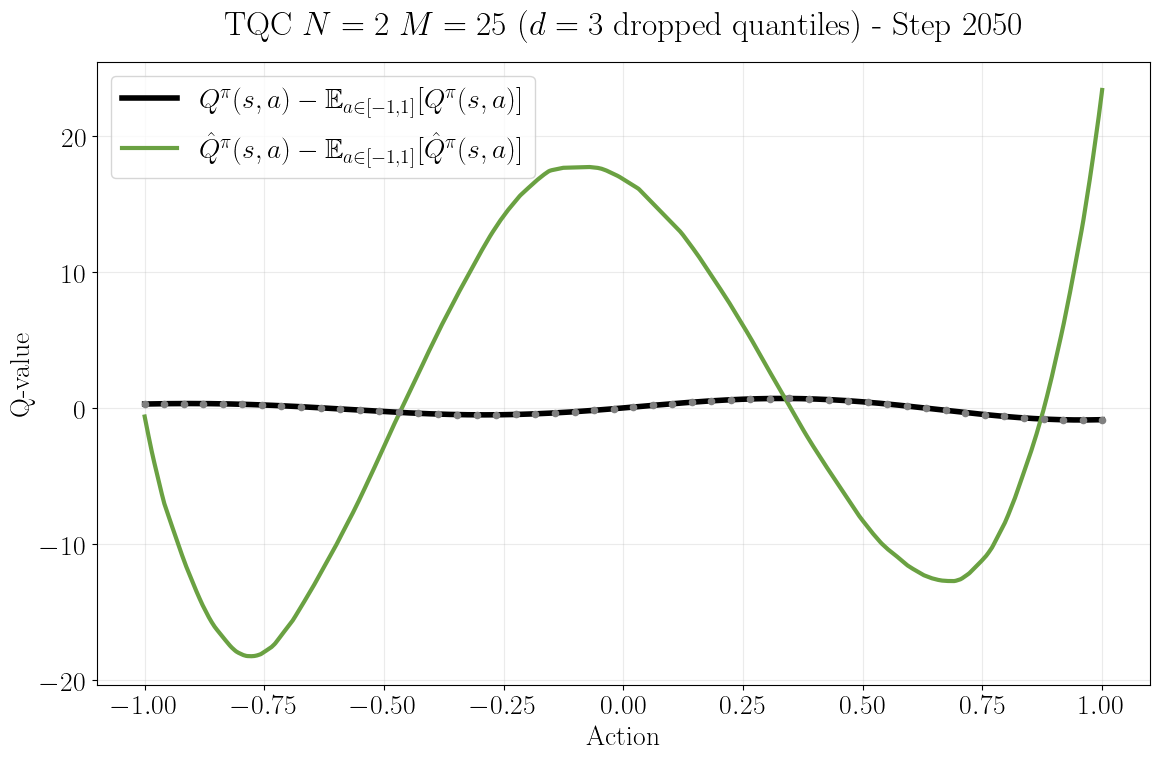 TQC N = 2 M = 25 (d = 3 dropped quantiles) - Step 2050
Q^π(s, a) − 𝔼_{a∈[−1,1]}[Q^π(s, a)]
Q̂^π(s, a) − 𝔼_{a∈[−1,1]}[Q̂^π(s, a)]
20
10
0
−10
−20
Q-value
−1.00 −0.75 −0.50 −0.25 0.00 0.25 0.50 0.75 1.00
Action